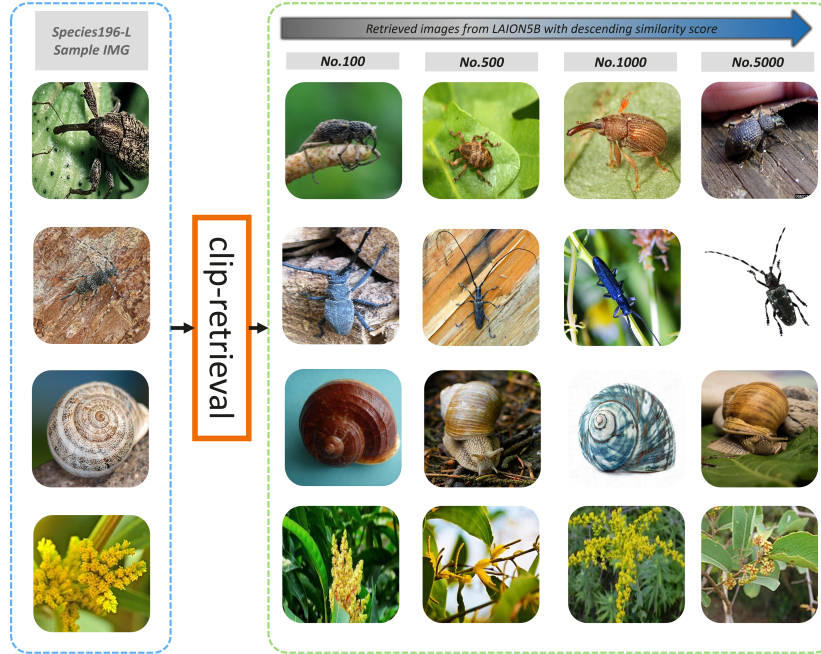 Species196-L
Sample IMG
Retrieved images from LAION5B with descending similarity score
No.100
No.500
No.1000
No.5000
clip-retrieval